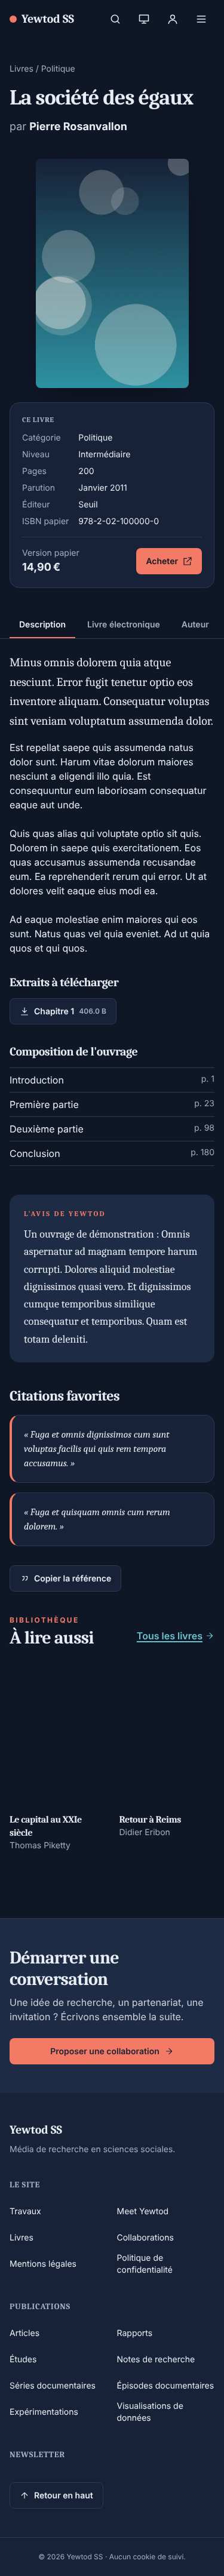 Yewtod SS
Livres / Politique
La société des égaux
par Pierre Rosanvallon
CE LIVRE
Catégorie Politique
Niveau Intermédiaire
Pages 200
Parution Janvier 2011
Éditeur Seuil
ISBN papier 978-2-02-100000-0
Version papier
14,90 €
Acheter
Description Livre électronique Auteur
Minus omnis dolorem quia atque
nesciunt. Error fugit tenetur optio eos
inventore aliquam. Consequatur voluptas
sint veniam voluptatum assumenda dolor.
Est repellat saepe quis assumenda natus
dolor sunt. Harum vitae dolorum maiores
nesciunt a eligendi illo quia. Est
consequuntur eum laboriosam consequatur
eaque aut unde.
Quis quas alias qui voluptate optio sit quis.
Dolorem in saepe quis exercitationem. Eos
quas accusamus assumenda recusandae
eum. Ea reprehenderit rerum qui error. Ut at
dolores velit eaque eius modi ea.
Ad eaque molestiae enim maiores qui eos
sunt. Natus quas vel quia eveniet. Ad ut quia
quos et qui quos.
Extraits à télécharger
Chapitre 1 406.0 B
Composition de l'ouvrage
Introduction p. 1
Première partie p. 23
Deuxième partie p. 98
Conclusion p. 180
L'AVIS DE YEWTOD
Un ouvrage de démonstration : Omnis
aspernatur ad magnam tempore harum
corrupti. Dolores aliquid molestiae
dignissimos quasi vero. Et dignissimos
cumque temporibus similique
consequatur et temporibus. Quam est
totam deleniti.
Citations favorites
« Fuga et omnis dignissimos cum sunt
voluptas facilis qui quis rem tempora
accusamus. »
« Fuga et quisquam omnis cum rerum
dolorem. »
Copier la référence
BIBLIOTHÈQUE
À lire aussi
Tous les livres
Le capital au XXIe
siècle
Thomas Piketty
Retour à Reims
Didier Eribon
Démarrer une
conversation
Une idée de recherche, un partenariat, une
invitation ? Écrivons ensemble la suite.
Proposer une collaboration
Yewtod SS
Média de recherche en sciences sociales.
LE SITE
Travaux Meet Yewtod
Livres Collaborations
Mentions légales Politique de
confidentialité
PUBLICATIONS
Articles Rapports
Études Notes de recherche
Séries documentaires Épisodes documentaires
Expérimentations Visualisations de
données
NEWSLETTER
Retour en haut
© 2026 Yewtod SS · Aucun cookie de suivi.